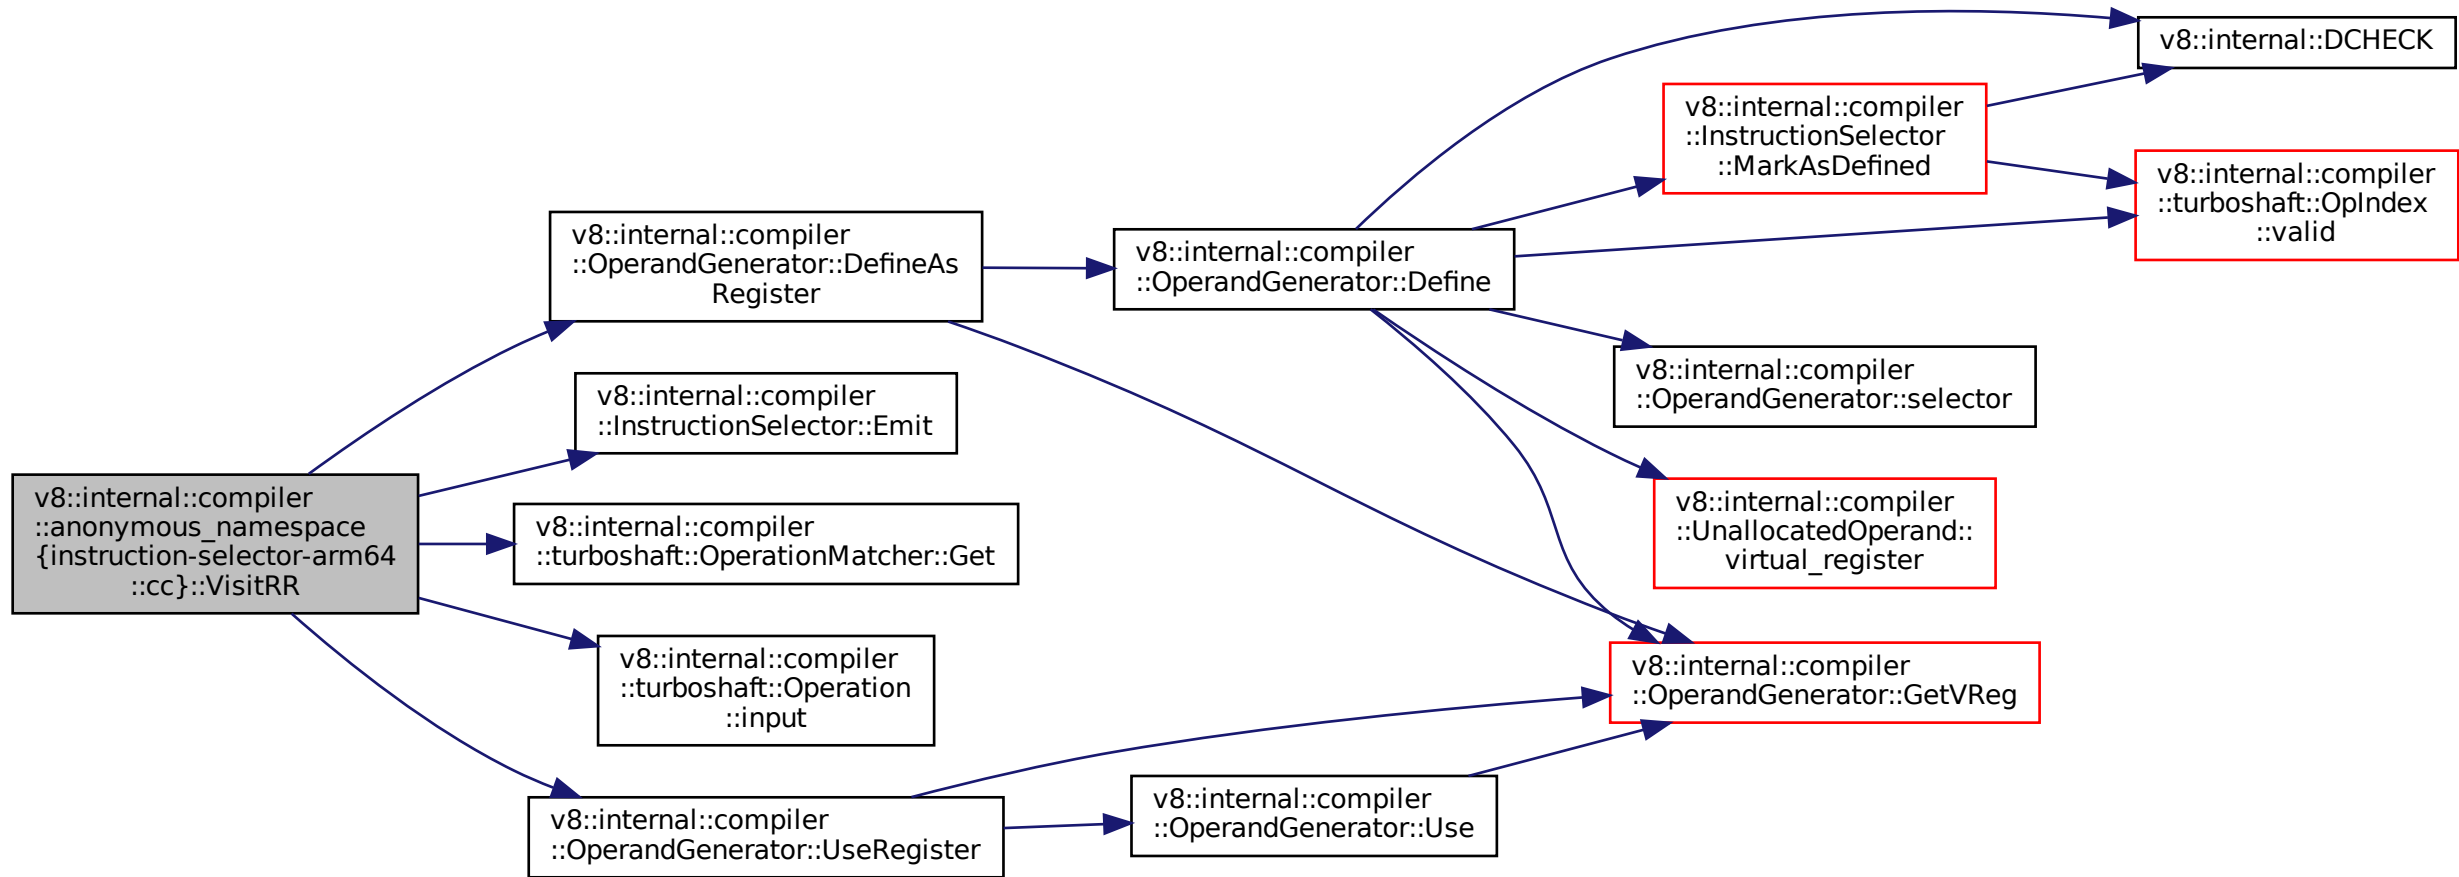 v8::internal::compiler
::anonymous_namespace
{instruction-selector-arm64
::cc}::VisitRR
v8::internal::compiler
::OperandGenerator::DefineAs
Register
v8::internal::compiler
::InstructionSelector::Emit
v8::internal::compiler
::turboshaft::OperationMatcher::Get
v8::internal::compiler
::turboshaft::Operation
::input
v8::internal::compiler
::OperandGenerator::UseRegister
v8::internal::compiler
::OperandGenerator::Define
v8::internal::compiler
::OperandGenerator::Use
v8::internal::compiler
::InstructionSelector
::MarkAsDefined
v8::internal::compiler
::OperandGenerator::selector
v8::internal::compiler
::UnallocatedOperand::
virtual_register
v8::internal::compiler
::OperandGenerator::GetVReg
v8::internal::DCHECK
v8::internal::compiler
::turboshaft::OpIndex
::valid